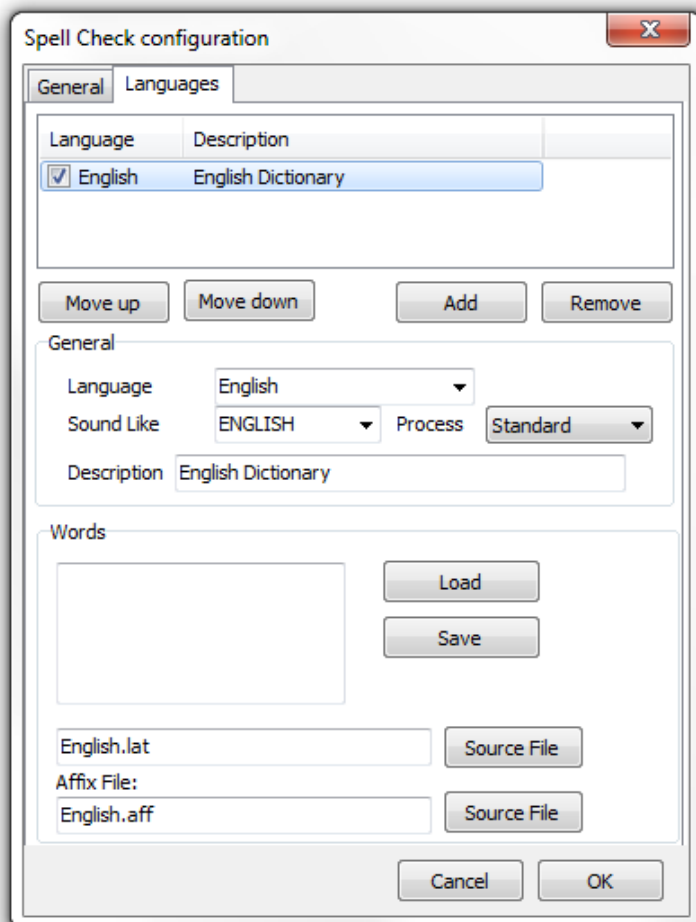 Spell Check configuration
General Languages
Language Description
English English Dictionary
Move up Move down Add Remove
General
Language English
Sound Like ENGLISH Process Standard
Description English Dictionary
Words
Load
Save
English.lat Source File
Affix File:
English.aff Source File
Cancel OK